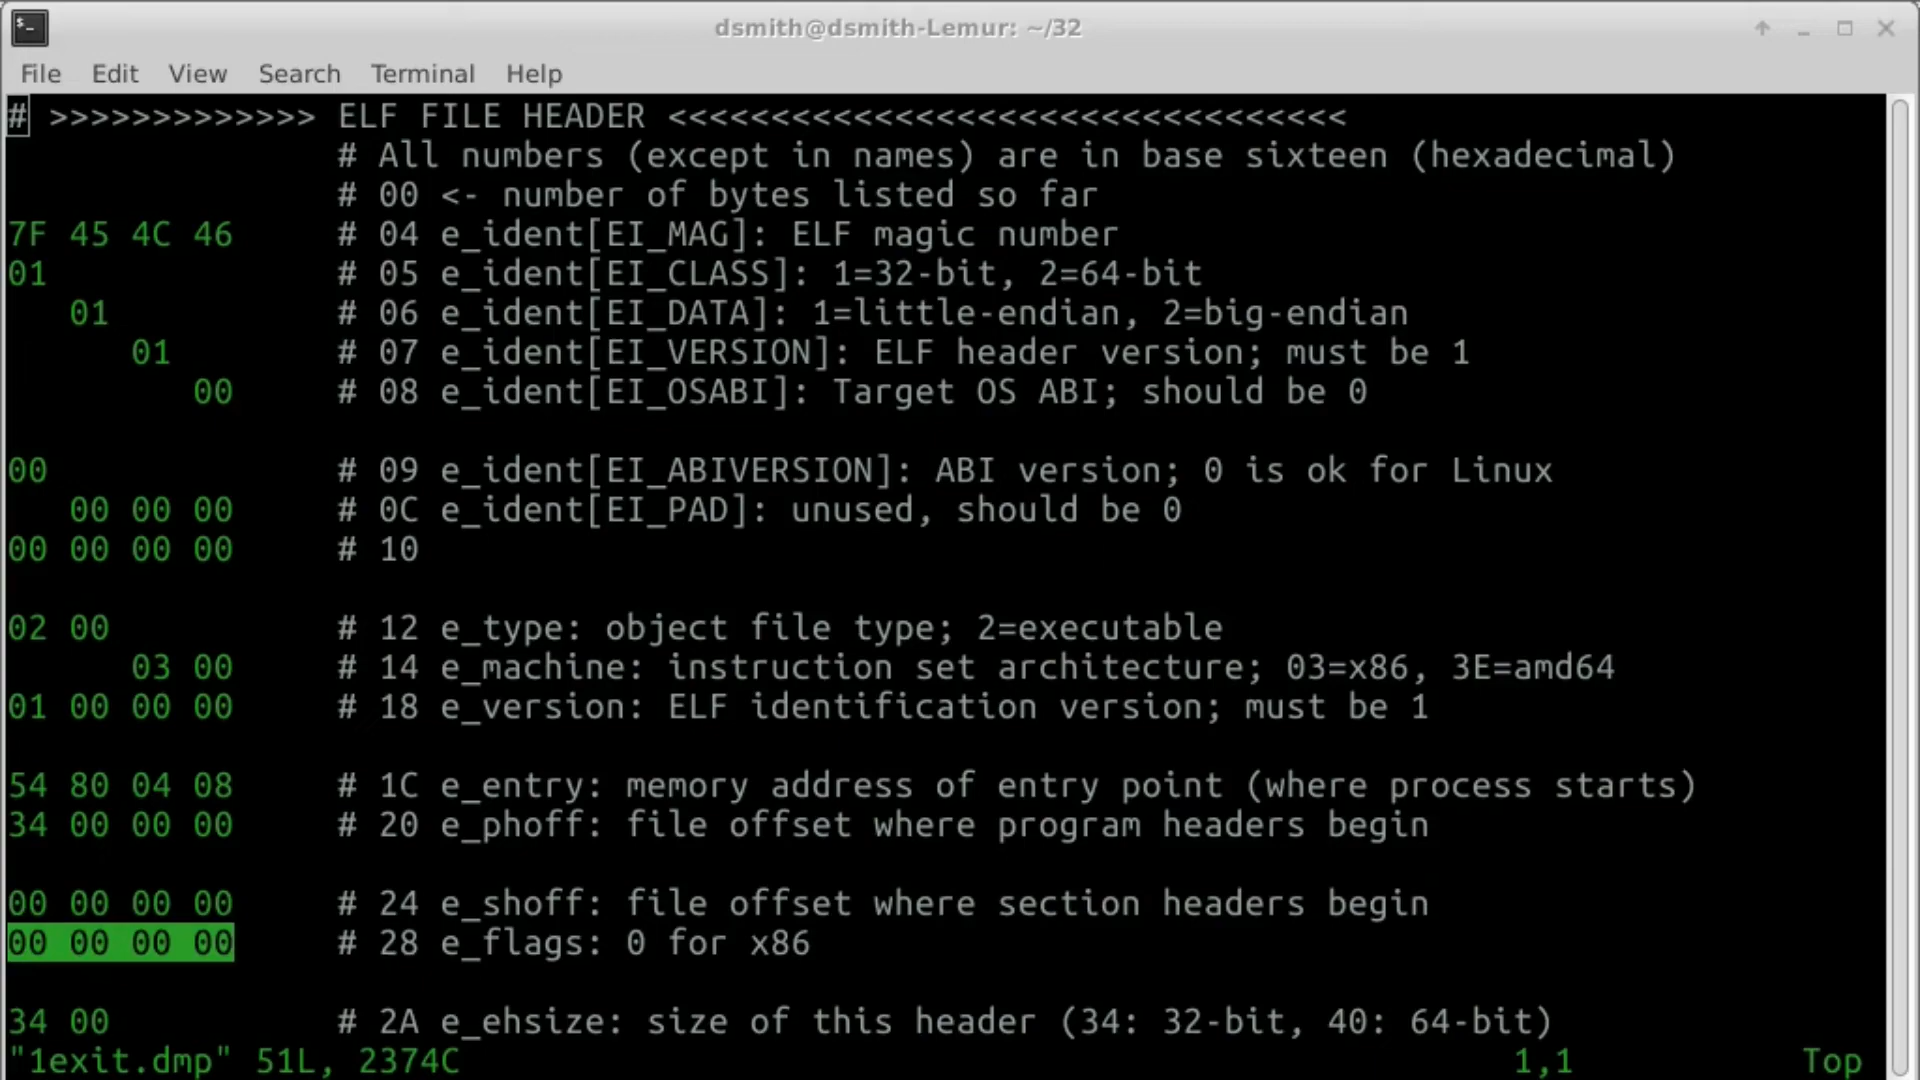 dsmith@dsmith-Lemur: ~/32
File Edit View Search Terminal Help
# >>>>>>>>>>>>> ELF FILE HEADER <<<<<<<<<<<<<<<<<<<<<<<<<<<<<<<<<
# All numbers (except in names) are in base sixteen (hexadecimal)
# 00 <- number of bytes listed so far
7F 45 4C 46 # 04 e_ident[EI_MAG]: ELF magic number
01 # 05 e_ident[EI_CLASS]: 1=32-bit, 2=64-bit
01 # 06 e_ident[EI_DATA]: 1=little-endian, 2=big-endian
01 # 07 e_ident[EI_VERSION]: ELF header version; must be 1
00 # 08 e_ident[EI_OSABI]: Target OS ABI; should be 0
00 # 09 e_ident[EI_ABIVERSION]: ABI version; 0 is ok for Linux
00 00 00 # 0C e_ident[EI_PAD]: unused, should be 0
00 00 00 00 # 10
02 00 # 12 e_type: object file type; 2=executable
03 00 # 14 e_machine: instruction set architecture; 03=x86, 3E=amd64
01 00 00 00 # 18 e_version: ELF identification version; must be 1
54 80 04 08 # 1C e_entry: memory address of entry point (where process starts)
34 00 00 00 # 20 e_phoff: file offset where program headers begin
00 00 00 00 # 24 e_shoff: file offset where section headers begin
00 00 00 00 # 28 e_flags: 0 for x86
34 00 # 2A e_ehsize: size of this header (34: 32-bit, 40: 64-bit)
"1exit.dmp" 51L, 2374C 1,1 Top